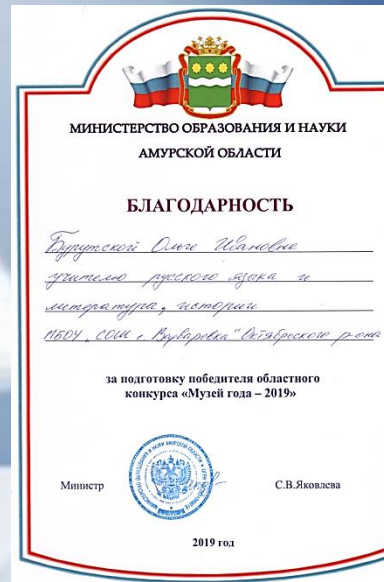 МИНИСТЕРСТВО ОБРАЗОВАНИЯ И НАУКИ
АМУРСКОЙ ОБЛАСТИ
БЛАГОДАРНОСТЬ
Ольге Ивановне
учителю русского языка и
литературы, истории
МБОУ "СОШ с. Варваровка" Октябрьского р-она
за подготовку победителя областного
конкурса «Музей года – 2019»
Министр С.В.Яковлева
2019 год